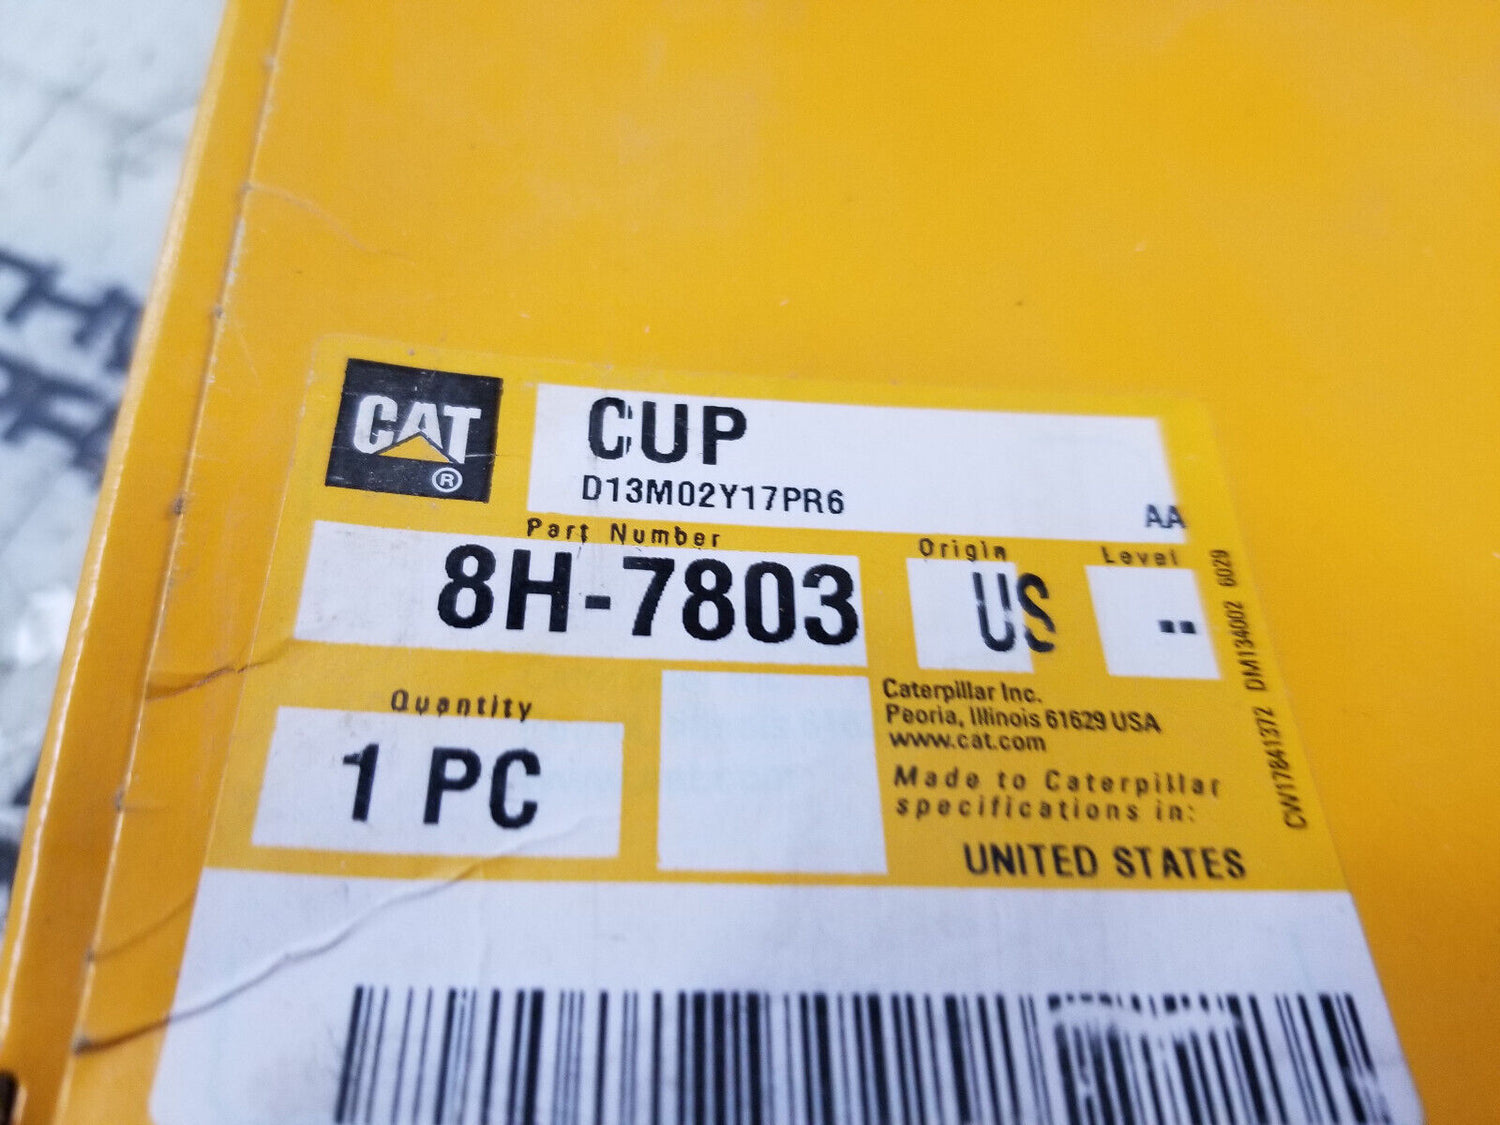 CAT
®
CUP
D13M02Y17PR6
AA
Part Number
8H-7803
Origin
US
Level
--
Quantity
1 PC
Caterpillar Inc.
Peoria, Illinois 61629 USA
www.cat.com
Made to Caterpillar
specifications in:
UNITED STATES
CW17841372 DM134002 6029